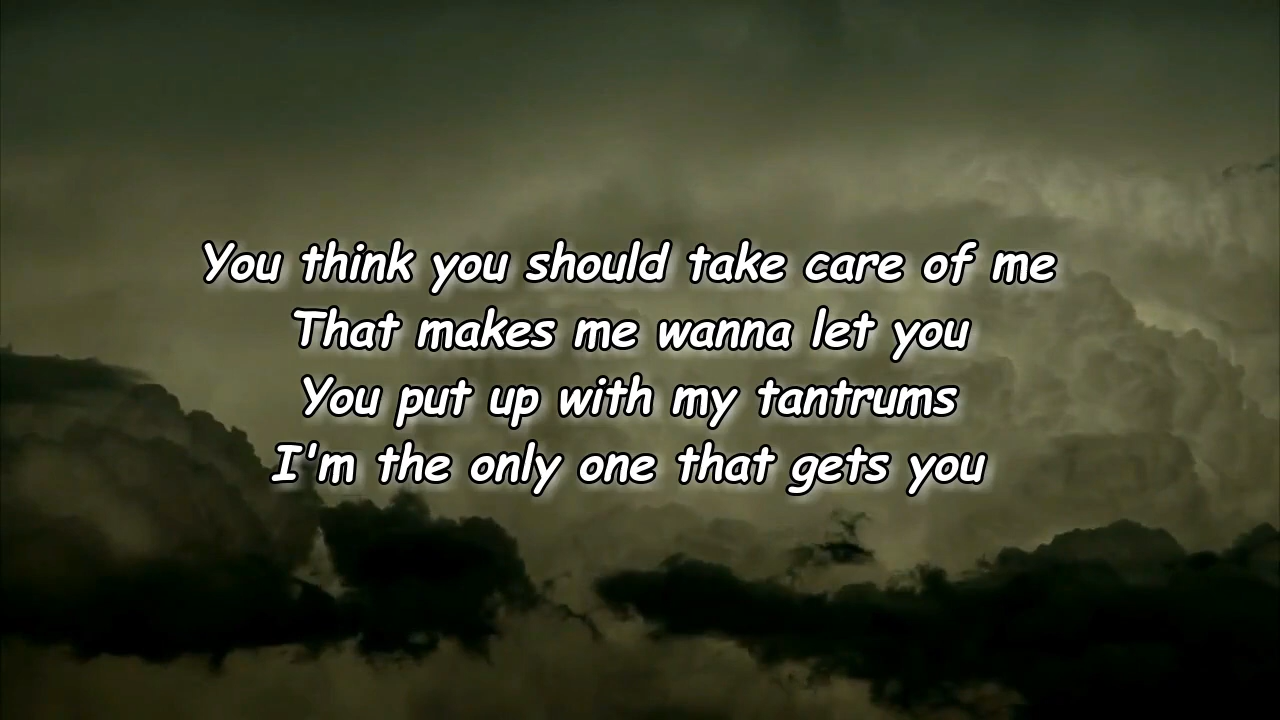 You think you should take care of me
That makes me wanna let you
You put up with my tantrums
I'm the only one that gets you